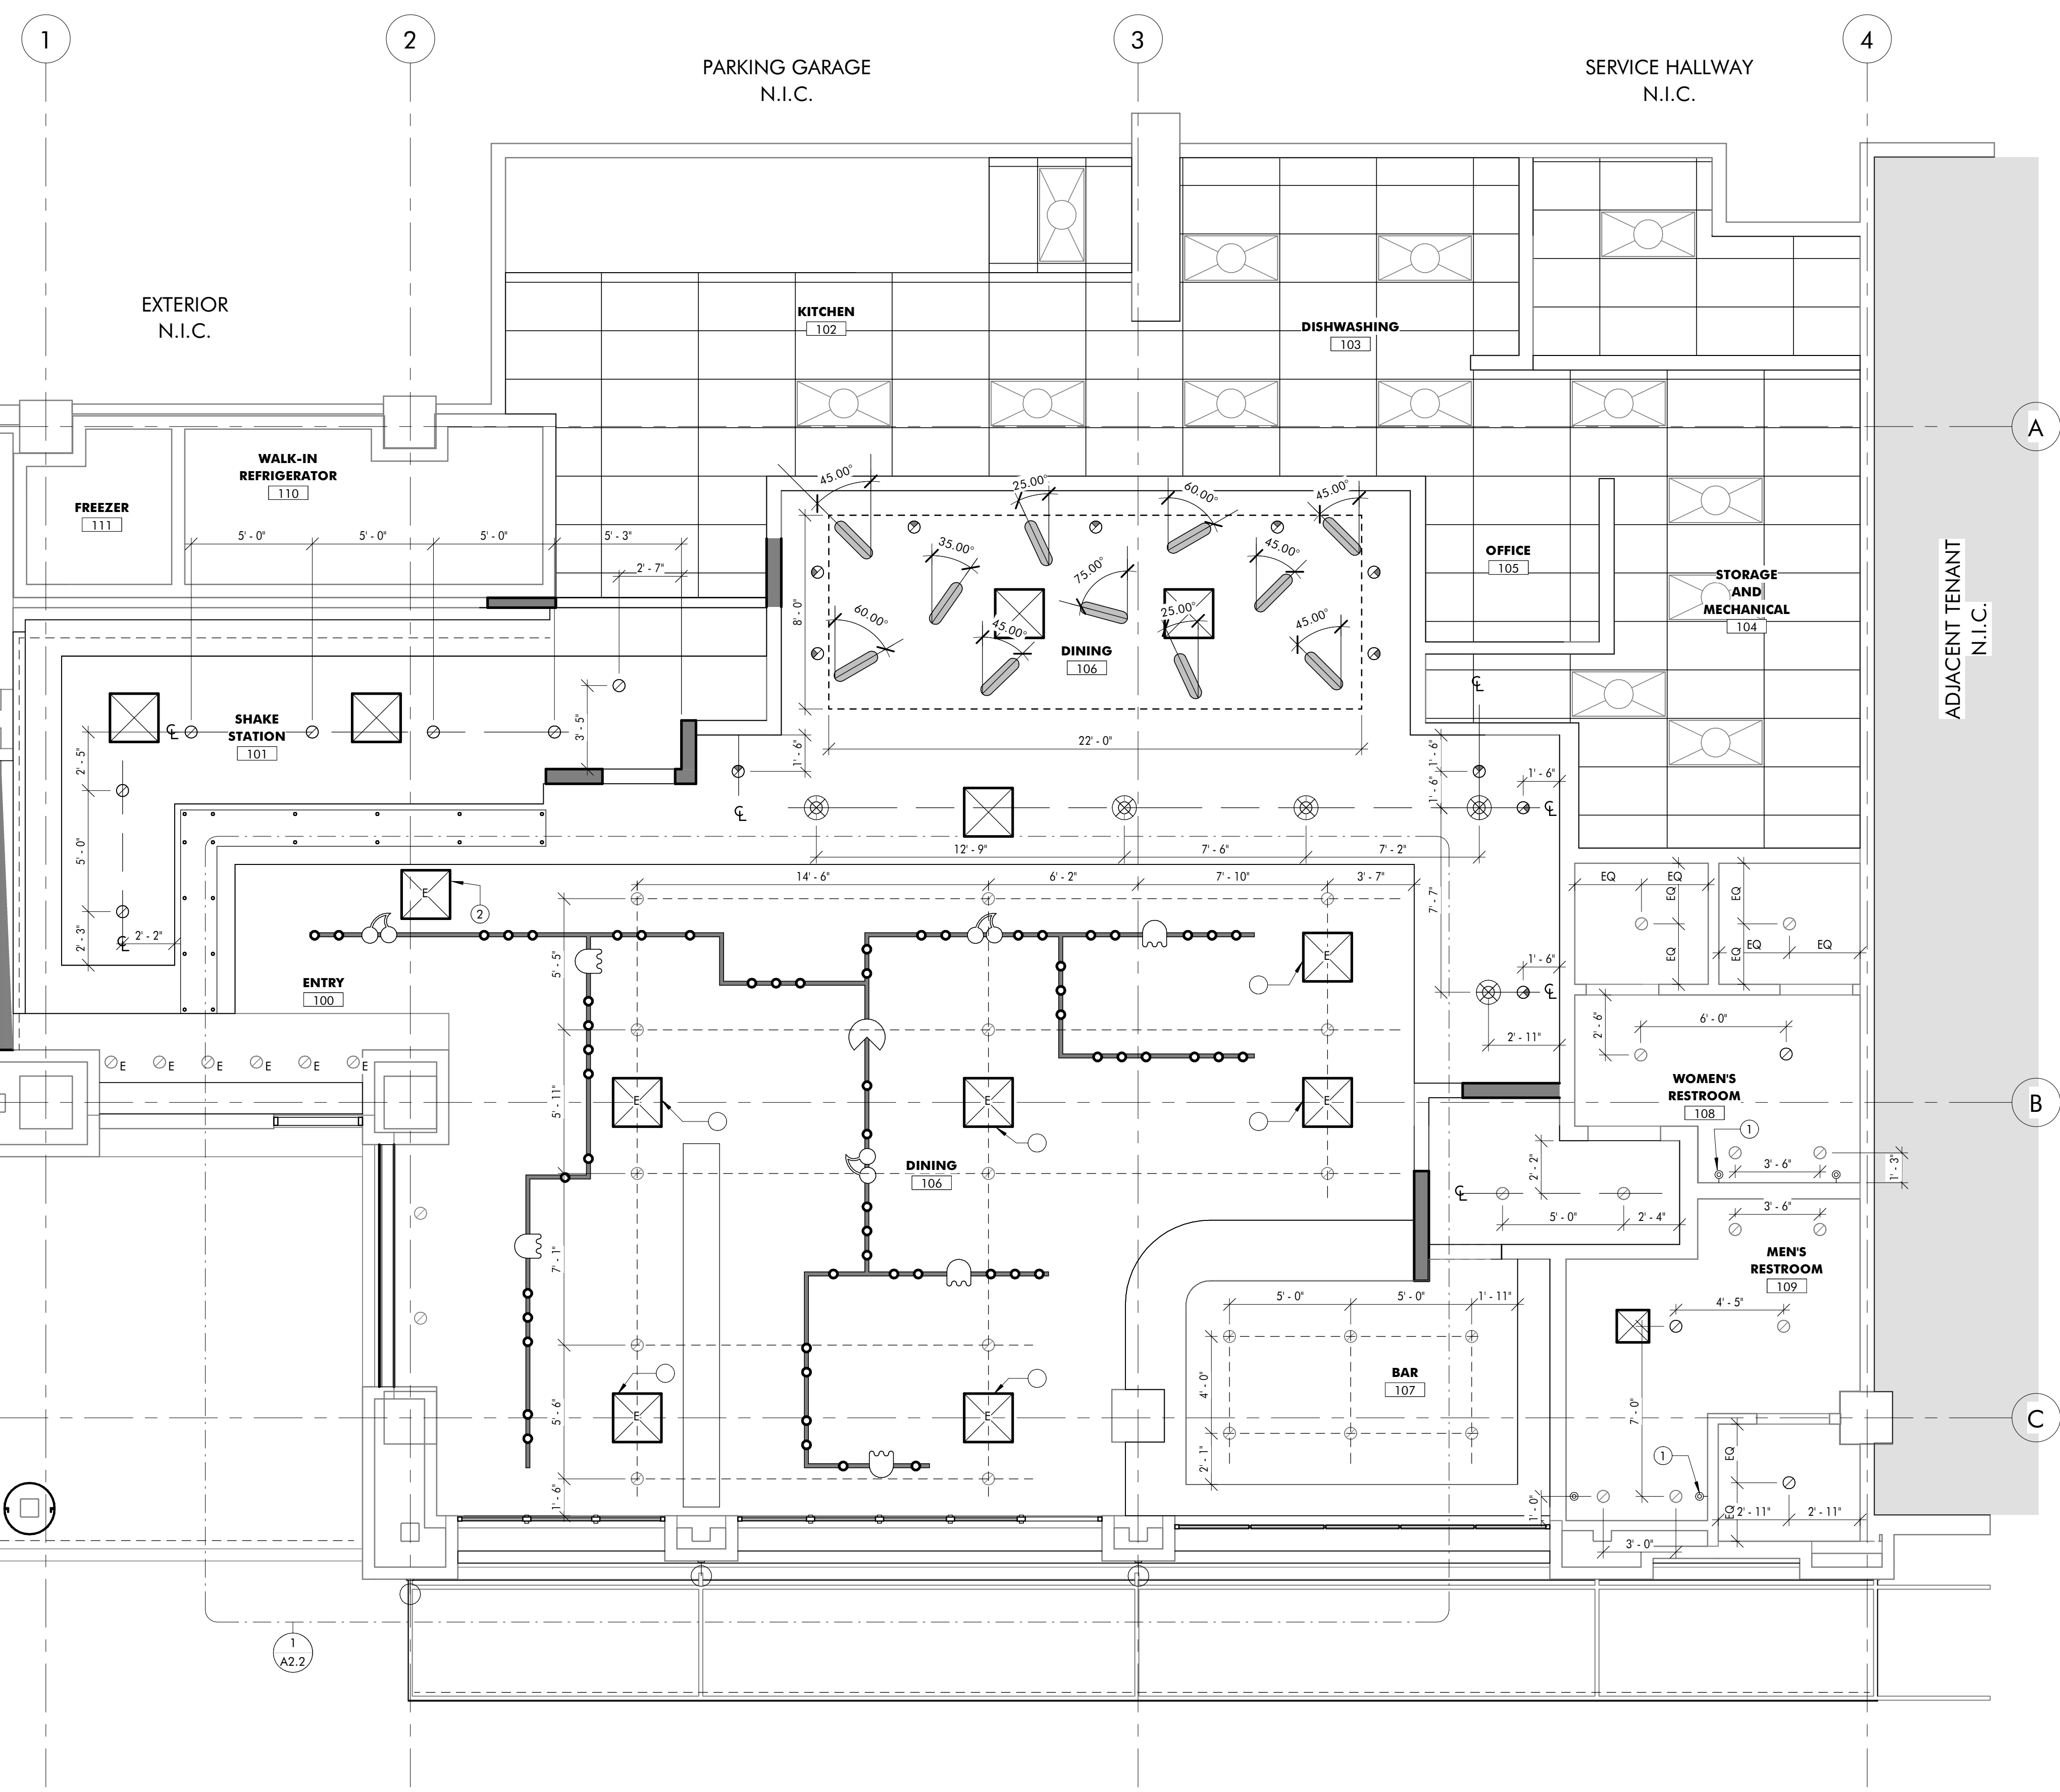 1
2
3
4
PARKING GARAGE
N.I.C.
SERVICE HALLWAY
N.I.C.
EXTERIOR
N.I.C.
KITCHEN
102
DISHWASHING
103
A
WALK-IN
REFRIGERATOR
110
FREEZER
111
5' - 0"
5' - 0"
5' - 0"
5' - 3"
2' - 7"
45.00°
25.00°
60.00°
45.00°
35.00°
75.00°
45.00°
60.00°
45.00°
25.00°
45.00°
8' - 0"
DINING
106
22' - 0"
OFFICE
105
STORAGE
AND
MECHANICAL
104
ADJACENT TENANT
N.I.C.
SHAKE
STATION
101
℄
3' - 5"
2' - 5"
5' - 0"
2' - 3"
2' - 2"
℄
1' - 6"
℄
℄
1' - 6"
1' - 6"
1' - 6"
℄
12' - 9"
7' - 6"
7' - 2"
14' - 6"
6' - 2"
7' - 10"
3' - 7"
7' - 7"
E
2
EQ
EQ
EQ
EQ
EQ
EQ
EQ
EQ
ENTRY
100
5' - 5"
E
1' - 6"
℄
2' - 11"
2' - 6"
6' - 0"
E
E
E
E
E
E
5' - 11"
E
E
E
WOMEN'S
RESTROOM
108
B
1
DINING
106
7' - 1"
2' - 2"
℄
5' - 0"
2' - 4"
3' - 6"
1' - 3"
3' - 6"
MEN'S
RESTROOM
109
5' - 0"
5' - 0"
1' - 11"
4' - 5"
4' - 0"
BAR
107
2' - 1"
7' - 0"
E
E
5' - 6"
1' - 6"
C
1
EQ
EQ
2' - 11"
2' - 11"
1' - 0"
3' - 0"
1
A2.2